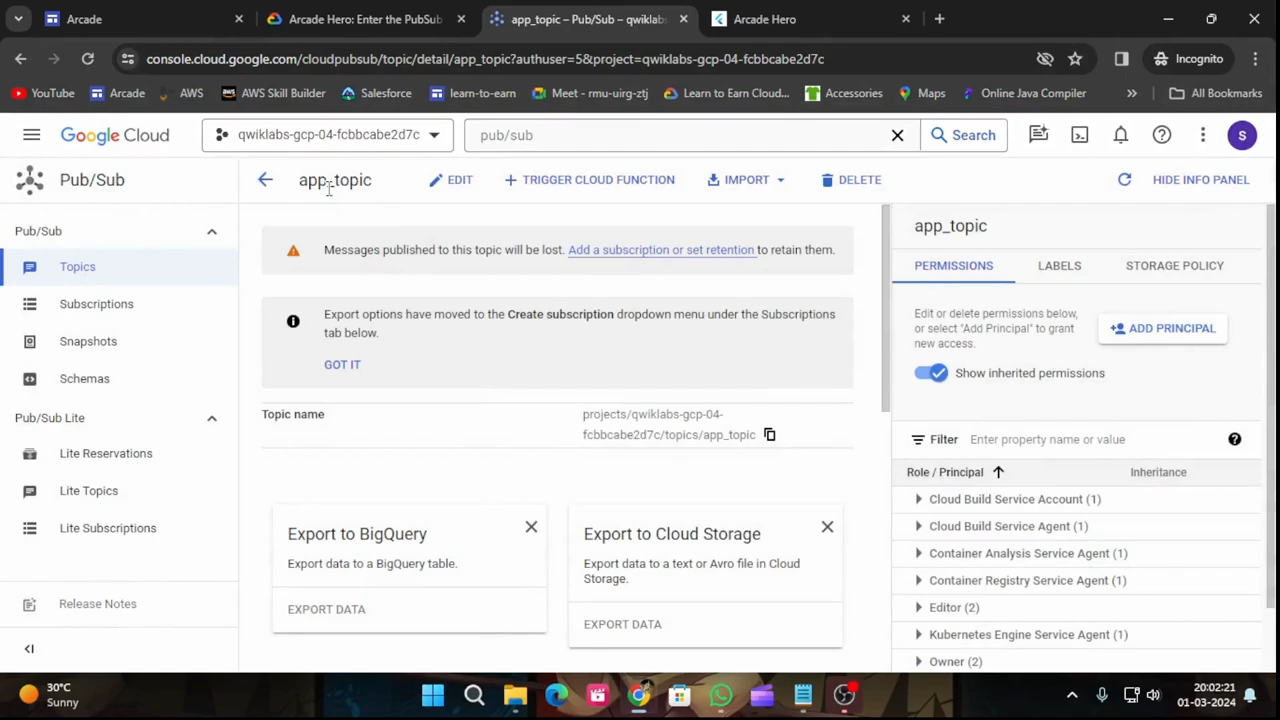 Arcade
Arcade Hero: Enter the PubSub
app_topic – Pub/Sub – qwiklabs
Arcade Hero
console.cloud.google.com/cloudpubsub/topic/detail/app_topic?authuser=5&project=qwiklabs-gcp-04-fcbbcabe2d7c
Incognito
YouTube
Arcade
AWS
AWS Skill Builder
Salesforce
learn-to-earn
Meet - rmu-uirg-ztj
Learn to Earn Cloud...
Accessories
Maps
Online Java Compiler
All Bookmarks
Google Cloud
qwiklabs-gcp-04-fcbbcabe2d7c
pub/sub
Search
S
Pub/Sub
app_topic
EDIT
TRIGGER CLOUD FUNCTION
IMPORT
DELETE
HIDE INFO PANEL
Pub/Sub
Topics
Subscriptions
Snapshots
Schemas
Pub/Sub Lite
Lite Reservations
Lite Topics
Lite Subscriptions
Release Notes
Messages published to this topic will be lost. Add a subscription or set retention to retain them.
Export options have moved to the Create subscription dropdown menu under the Subscriptions
tab below.
GOT IT
Topic name
projects/qwiklabs-gcp-04-
fcbbcabe2d7c/topics/app_topic
Export to BigQuery
Export data to a BigQuery table.
EXPORT DATA
Export to Cloud Storage
Export data to a text or Avro file in Cloud
Storage.
EXPORT DATA
app_topic
PERMISSIONS
LABELS
STORAGE POLICY
Edit or delete permissions below,
or select "Add Principal" to grant
new access.
ADD PRINCIPAL
Show inherited permissions
Filter
Enter property name or value
Role / Principal
Inheritance
Cloud Build Service Account (1)
Cloud Build Service Agent (1)
Container Analysis Service Agent (1)
Container Registry Service Agent (1)
Editor (2)
Kubernetes Engine Service Agent (1)
Owner (2)
30°C
Sunny
20:02:21
01-03-2024